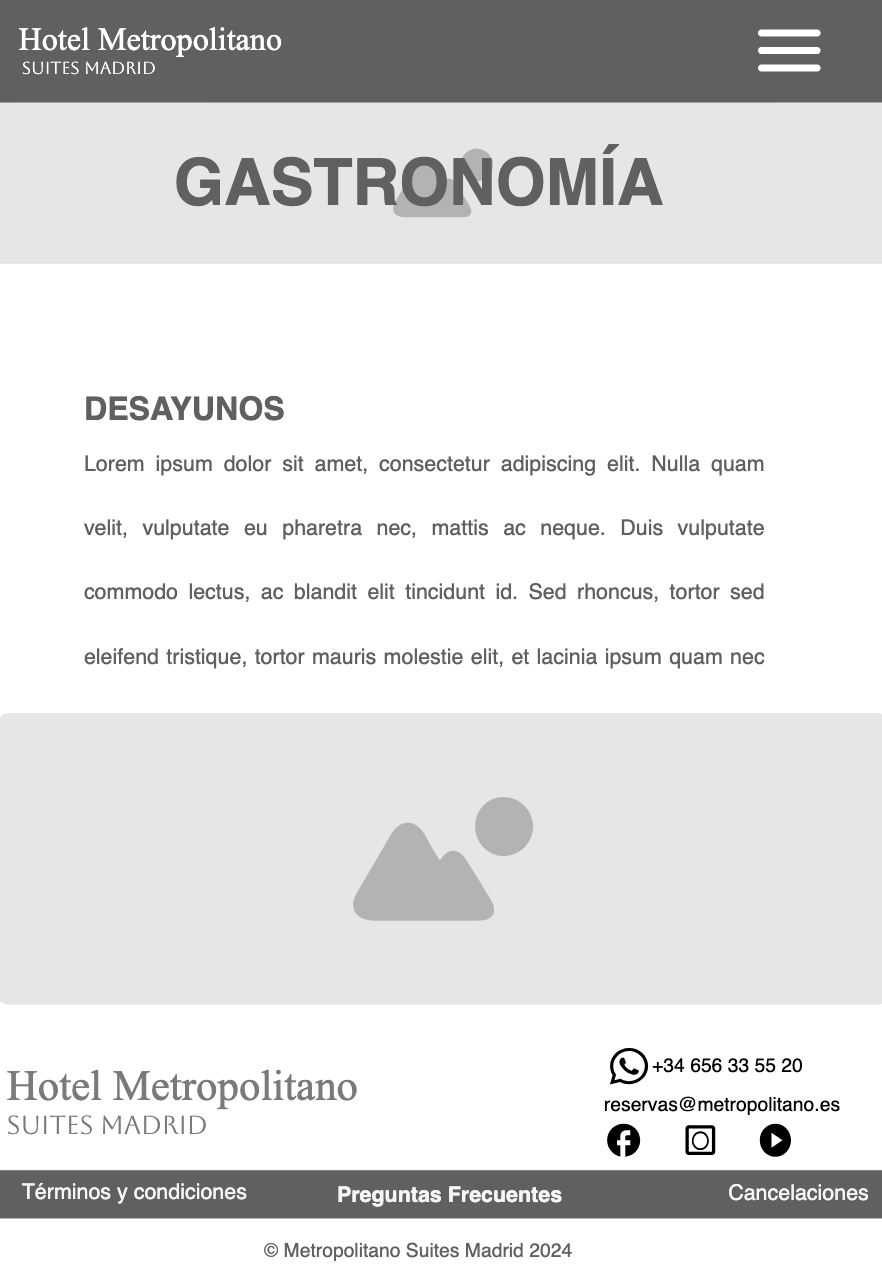 Hotel Metropolitano
SUITES MADRID
GASTRONOMÍA
DESAYUNOS
Lorem ipsum dolor sit amet, consectetur adipiscing elit. Nulla quam
velit, vulputate eu pharetra nec, mattis ac neque. Duis vulputate
commodo lectus, ac blandit elit tincidunt id. Sed rhoncus, tortor sed
eleifend tristique, tortor mauris molestie elit, et lacinia ipsum quam nec
Hotel Metropolitano
SUITES MADRID
+34 656 33 55 20
reservas@metropolitano.es
Términos y condiciones
Preguntas Frecuentes
Cancelaciones
© Metropolitano Suites Madrid 2024